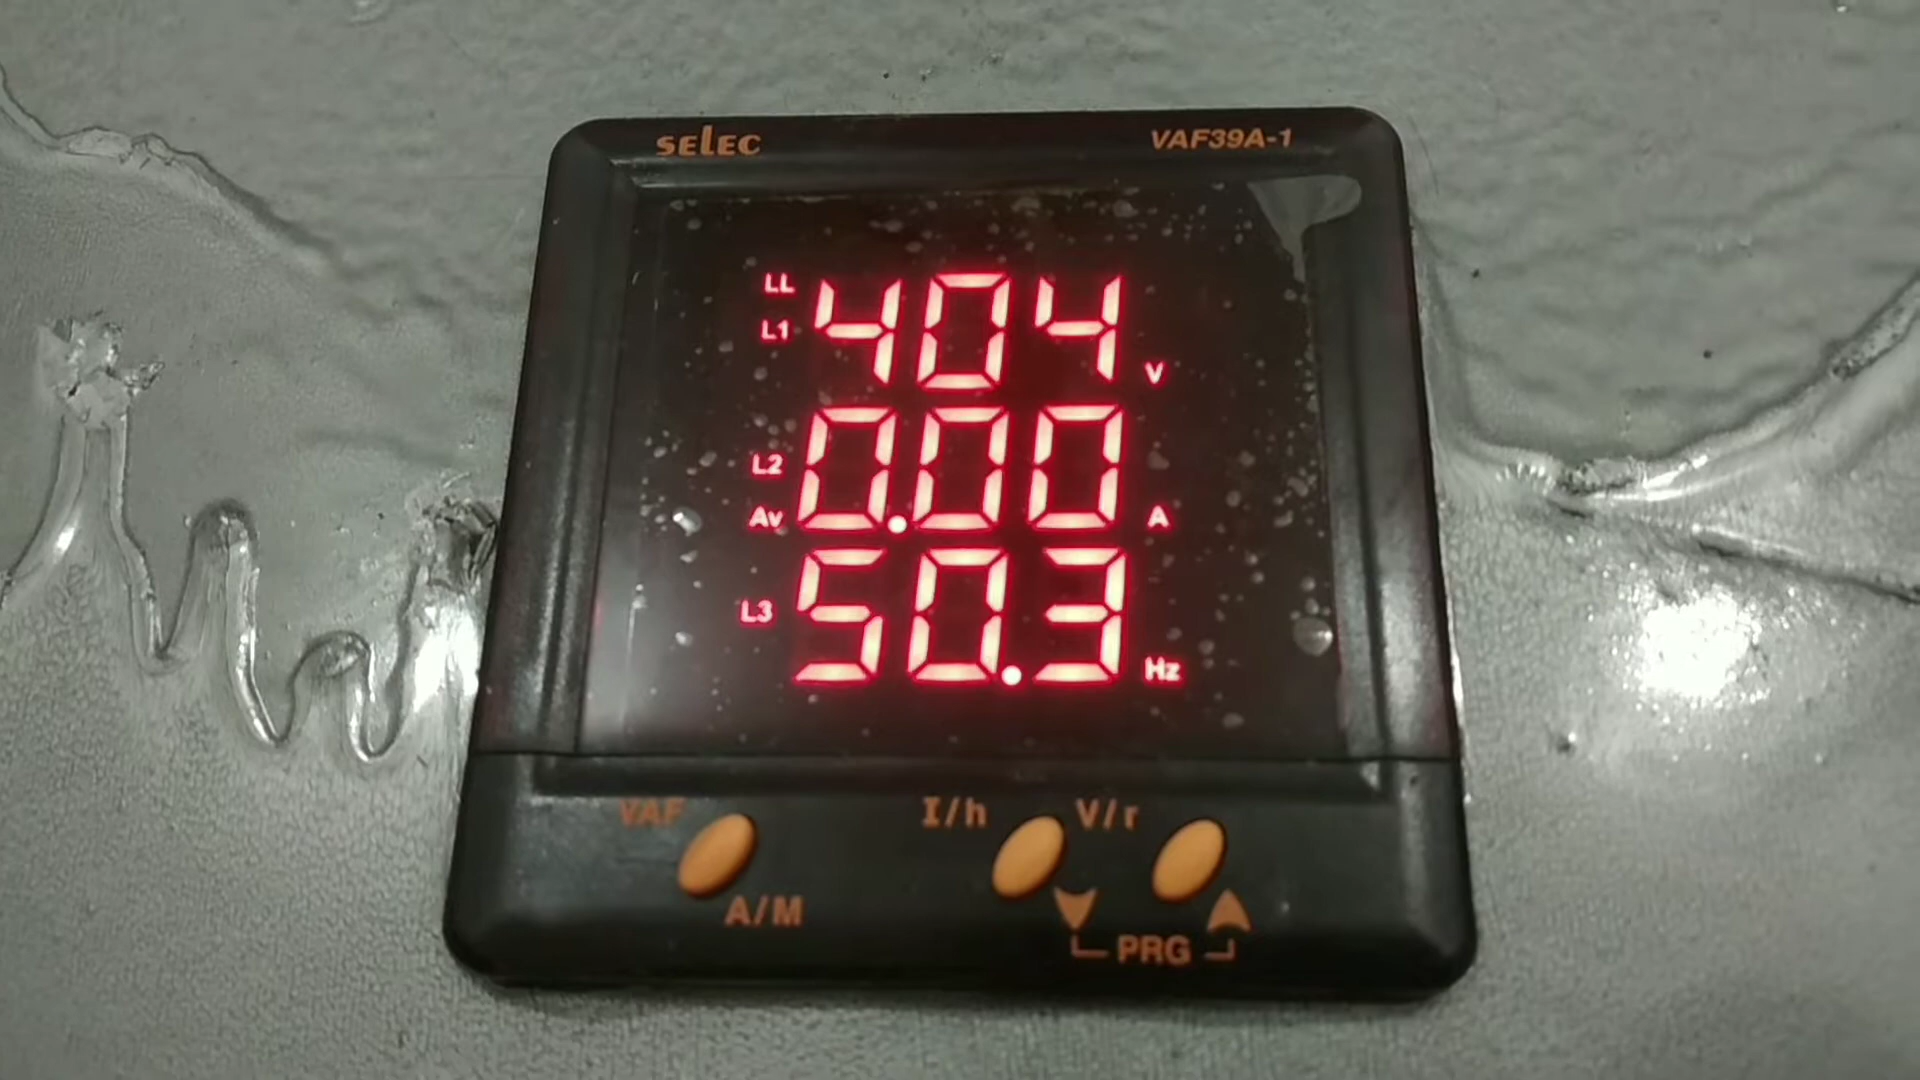 SELEC VAF39A-1
LL
L1 404 V
L2
Av 0.00 A
L3 50.3 Hz
VAF I/h V/r
A/M
PRG